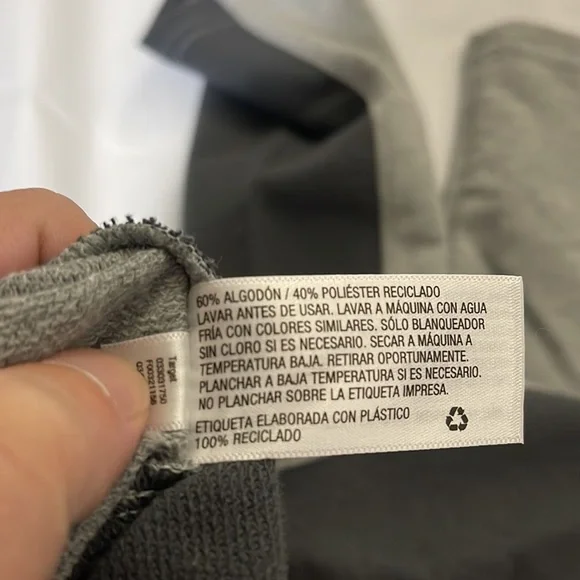 60% ALGODÓN / 40% POLIÉSTER RECICLADO
LAVAR ANTES DE USAR. LAVAR A MÁQUINA CON AGUA
FRÍA CON COLORES SIMILARES. SÓLO BLANQUEADOR
SIN CLORO SI ES NECESARIO. SECAR A MÁQUINA A
TEMPERATURA BAJA. RETIRAR OPORTUNAMENTE.
PLANCHAR A BAJA TEMPERATURA SI ES NECESARIO.
NO PLANCHAR SOBRE LA ETIQUETA IMPRESA.
ETIQUETA ELABORADA CON PLÁSTICO
100% RECICLADO
Target
033031750
F00321156